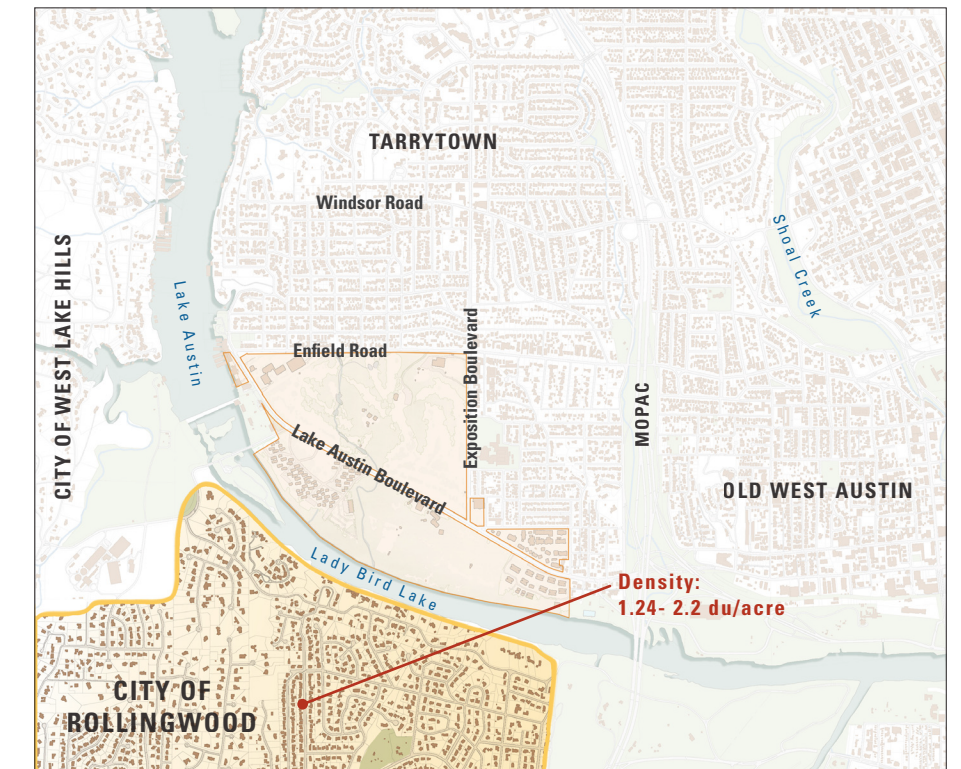 TARRYTOWN
Windsor Road
Shoal Creek
CITY OF WEST LAKE HILLS
Lake Austin
Enfield Road
Exposition Boulevard
MOPAC
Lake Austin Boulevard
OLD WEST AUSTIN
Lady Bird Lake
Density:
1.24- 2.2 du/acre
CITY OF
ROLLINGWOOD